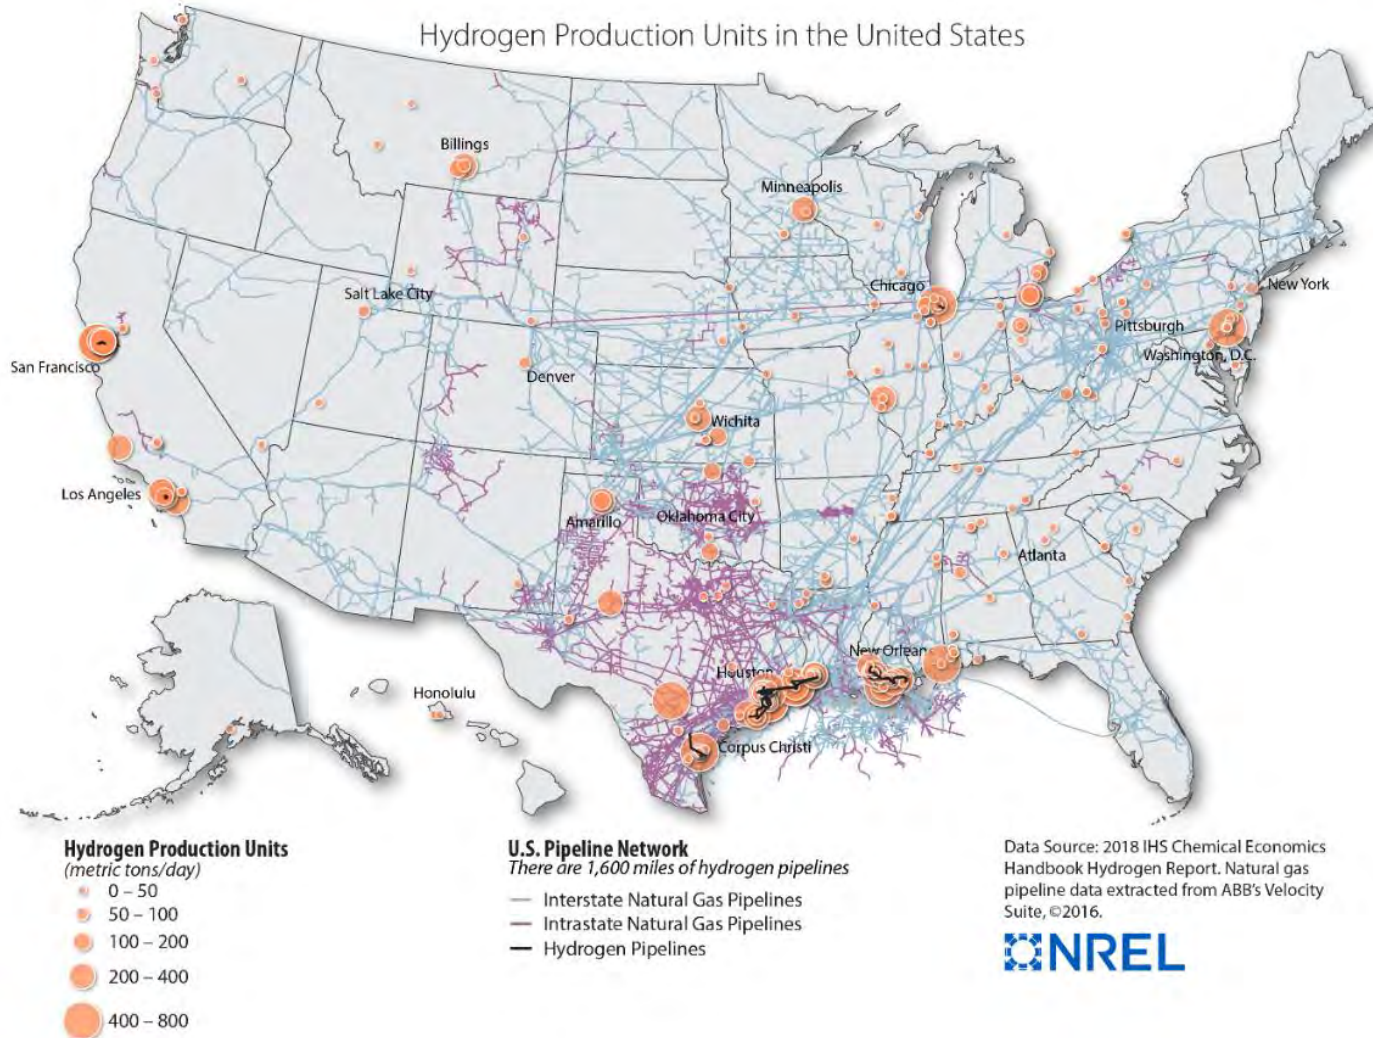 Hydrogen Production Units in the United States
Billings
Minneapolis
Chicago
Salt Lake City
New York
Pittsburgh
San Francisco
Denver
Washington, D.C.
Wichita
Los Angeles
Amarillo
Oklahoma City
Atlanta
New Orlean
Houston
Honolulu
Corpus Christi
Hydrogen Production Units
(metric tons/day)
0 – 50
50 – 100
100 – 200
200 – 400
400 – 800
U.S. Pipeline Network
There are 1,600 miles of hydrogen pipelines
Interstate Natural Gas Pipelines
Intrastate Natural Gas Pipelines
Hydrogen Pipelines
Data Source: 2018 IHS Chemical Economics
Handbook Hydrogen Report. Natural gas
pipeline data extracted from ABB's Velocity
Suite, ©2016.
NREL